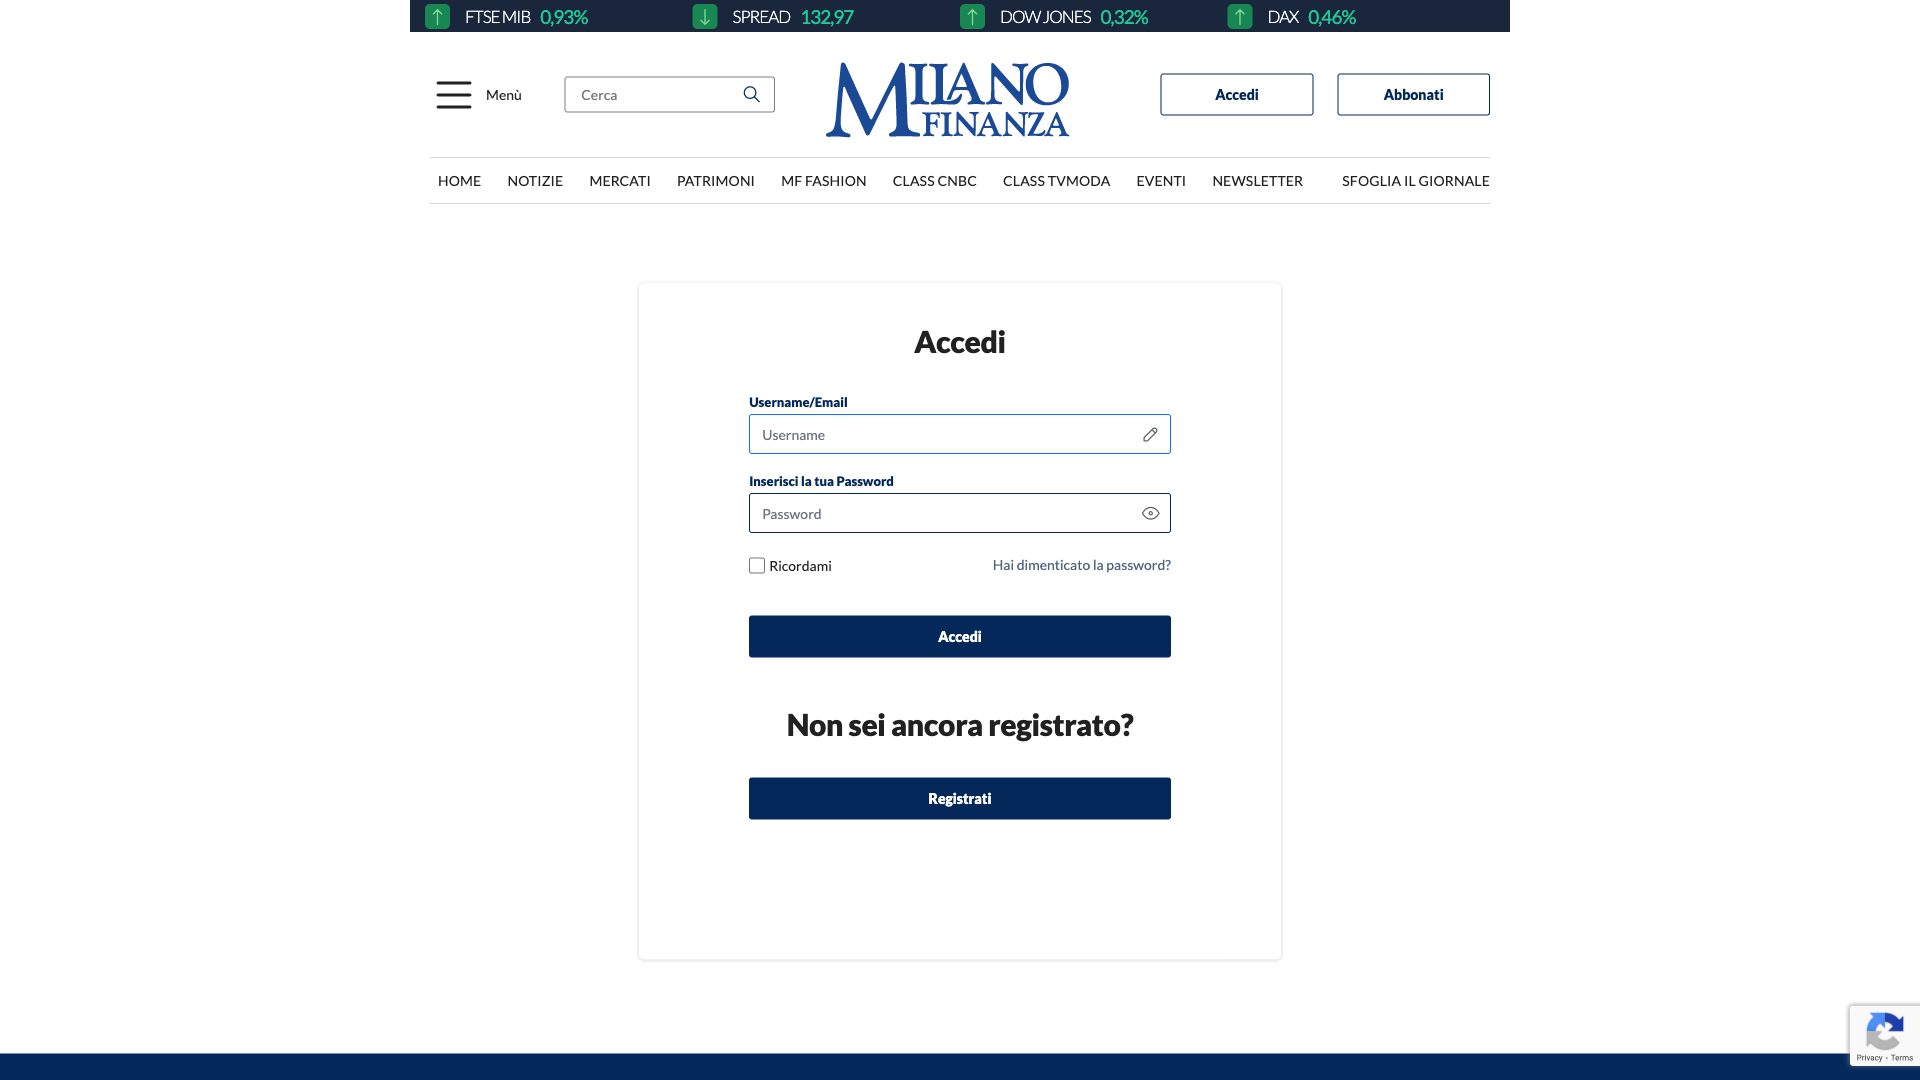 FTSE MIB 0,93% SPREAD 132,97 DOW JONES 0,32% DAX 0,46%
Menù Cerca MILANO FINANZA Accedi Abbonati
HOME NOTIZIE MERCATI PATRIMONI MF FASHION CLASS CNBC CLASS TVMODA EVENTI NEWSLETTER SFOGLIA IL GIORNALE
Accedi
Username/Email
Username
Inserisci la tua Password
Password
Ricordami Hai dimenticato la password?
Accedi
Non sei ancora registrato?
Registrati
Privacy - Terms